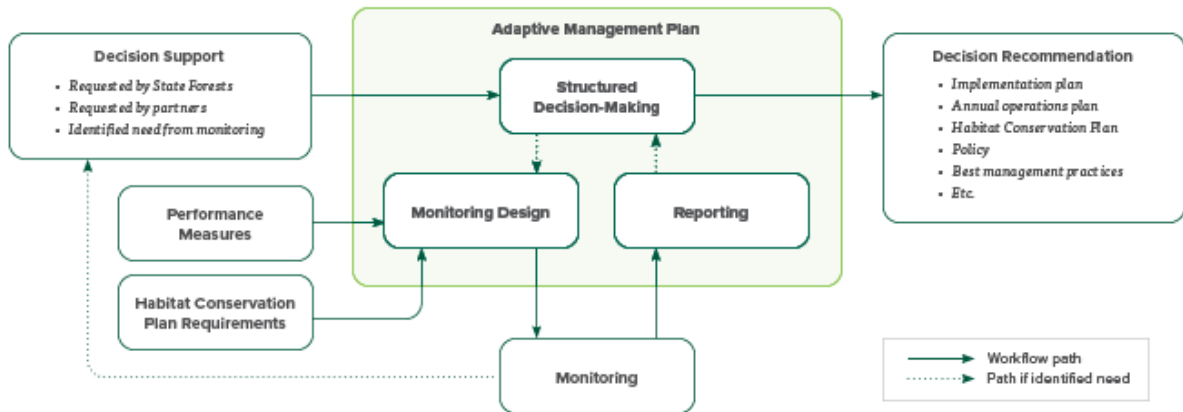 Adaptive Management Plan
Decision Support
• Requested by State Forests
• Requested by partners
• Identified need from monitoring
Structured
Decision-Making
Decision Recommendation
• Implementation plan
• Annual operations plan
• Habitat Conservation Plan
• Policy
• Best management practices
• Etc.
Performance
Measures
Monitoring Design
Reporting
Habitat Conservation
Plan Requirements
Monitoring
Workflow path
Path if identified need